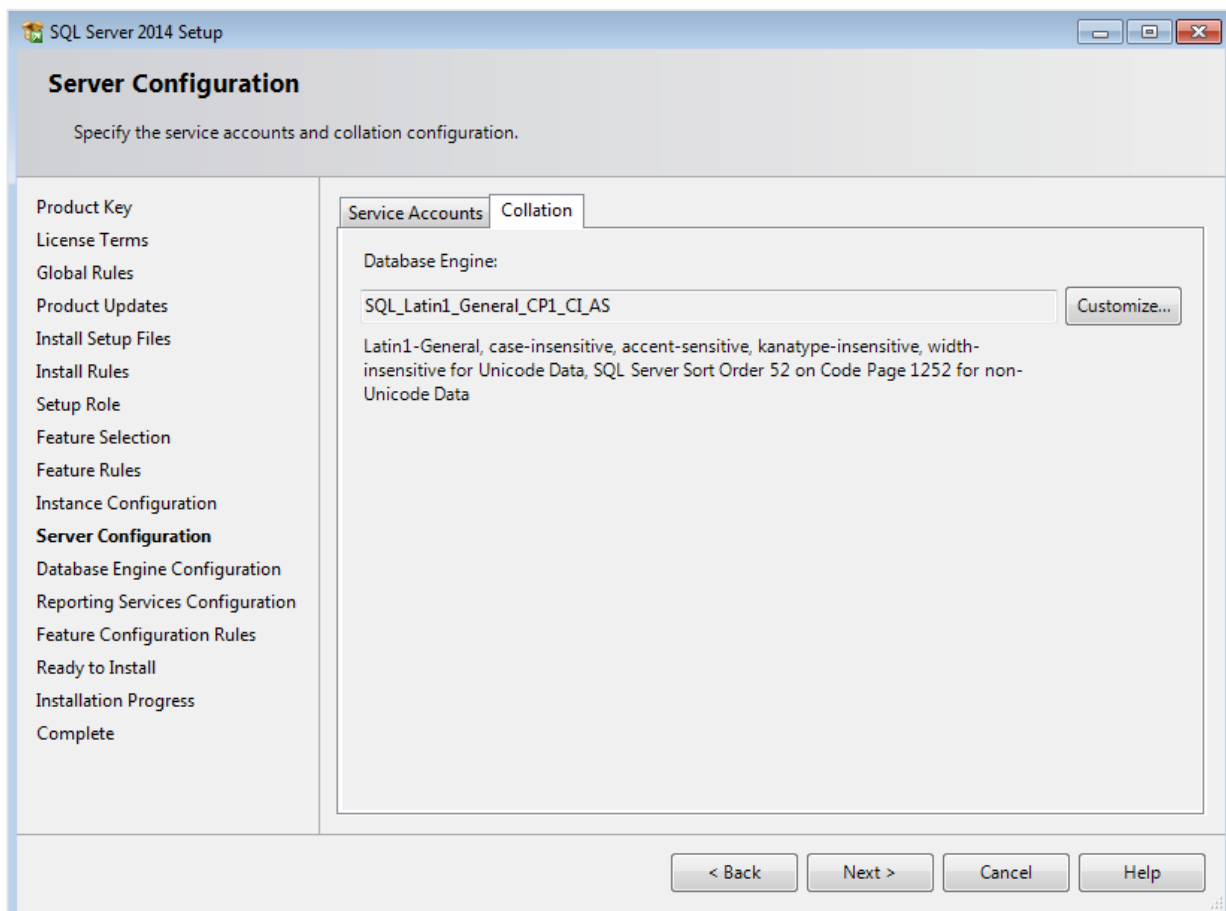 SQL Server 2014 Setup
Server Configuration
Specify the service accounts and collation configuration.
Product Key
License Terms
Global Rules
Product Updates
Install Setup Files
Install Rules
Setup Role
Feature Selection
Feature Rules
Instance Configuration
Server Configuration
Database Engine Configuration
Reporting Services Configuration
Feature Configuration Rules
Ready to Install
Installation Progress
Complete
Service Accounts
Collation
Database Engine:
SQL_Latin1_General_CP1_CI_AS
Customize...
Latin1-General, case-insensitive, accent-sensitive, kanatype-insensitive, width-
insensitive for Unicode Data, SQL Server Sort Order 52 on Code Page 1252 for non-
Unicode Data
< Back
Next >
Cancel
Help